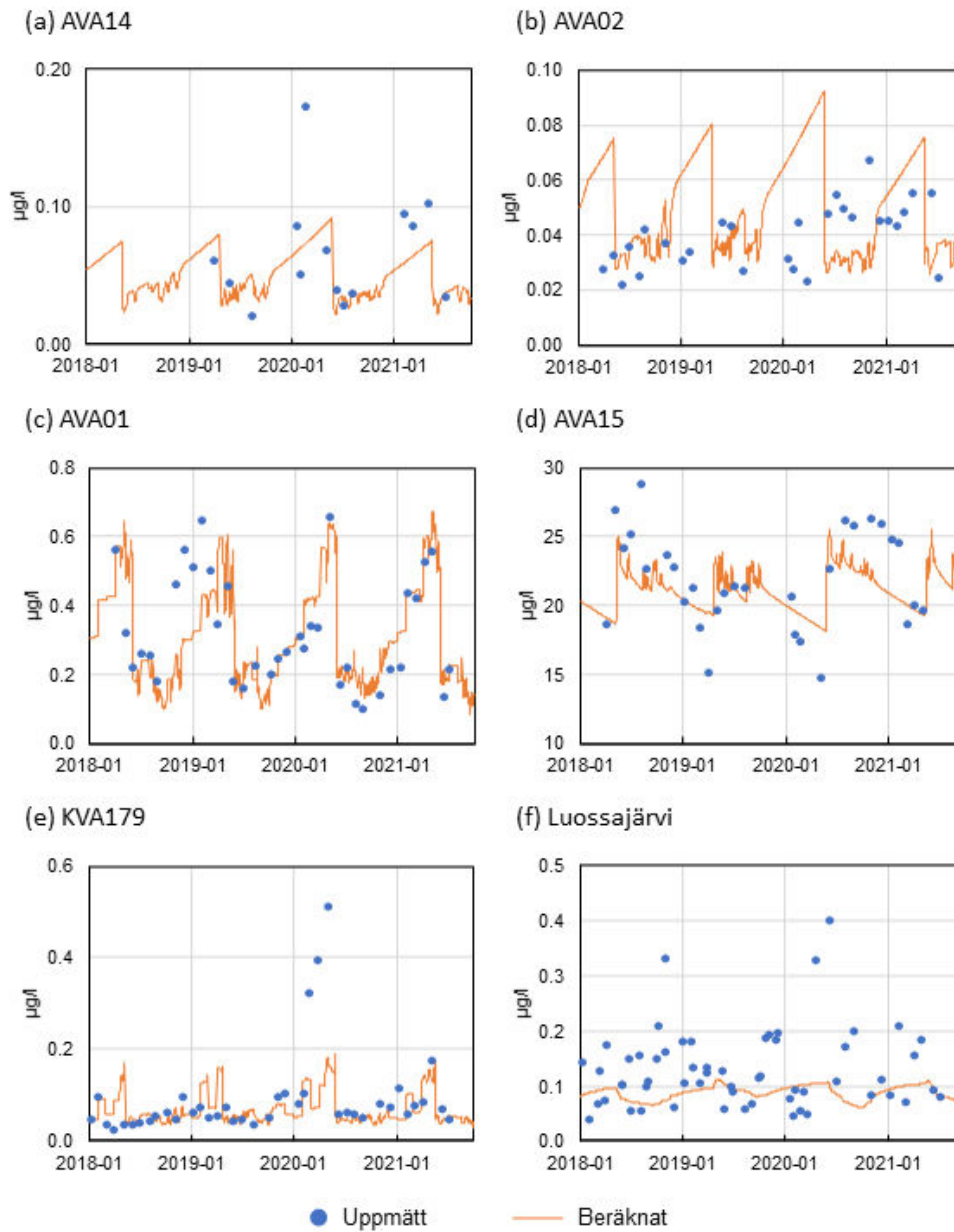 (a) AVA14
(b) AVA02
0.20
0.10
0.00
µg/l
2018-01 2019-01 2020-01 2021-01
0.10
0.08
0.06
0.04
0.02
0.00
µg/l
2018-01 2019-01 2020-01 2021-01
(c) AVA01
(d) AVA15
0.8
0.6
0.4
0.2
0.0
µg/l
2018-01 2019-01 2020-01 2021-01
30
25
20
15
10
µg/l
2018-01 2019-01 2020-01 2021-01
(e) KVA179
(f) Luossajärvi
0.6
0.4
0.2
0.0
µg/l
2018-01 2019-01 2020-01 2021-01
0.5
0.4
0.3
0.2
0.1
0.0
µg/l
2018-01 2019-01 2020-01 2021-01
Uppmätt Beräknat